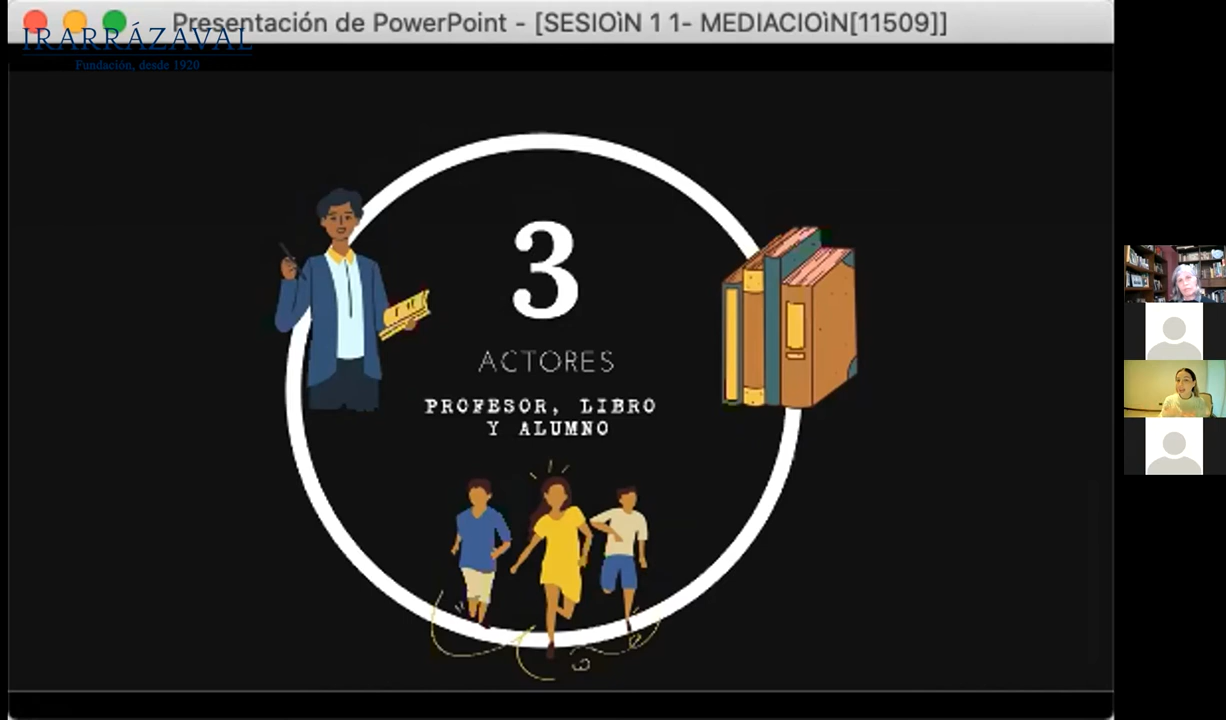 Presentación de PowerPoint - [SESIOÌN 1 1- MEDIACIOÌN[11509]]
IRARRÁZAVAL
Fundación, desde 1920
3
ACTORES
PROFESOR, LIBRO
Y ALUMNO